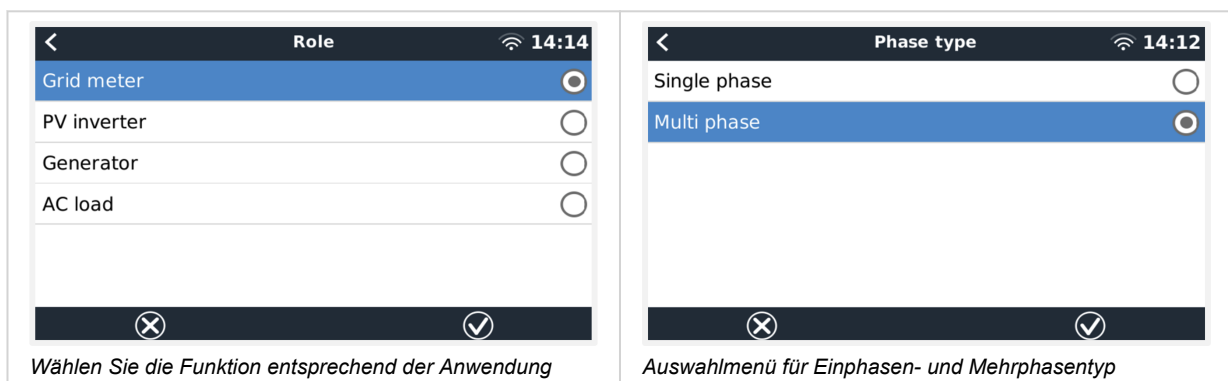 Role 14:14
Grid meter
PV inverter
Generator
AC load
Wählen Sie die Funktion entsprechend der Anwendung
Phase type 14:12
Single phase
Multi phase
Auswahlmenü für Einphasen- und Mehrphasentyp